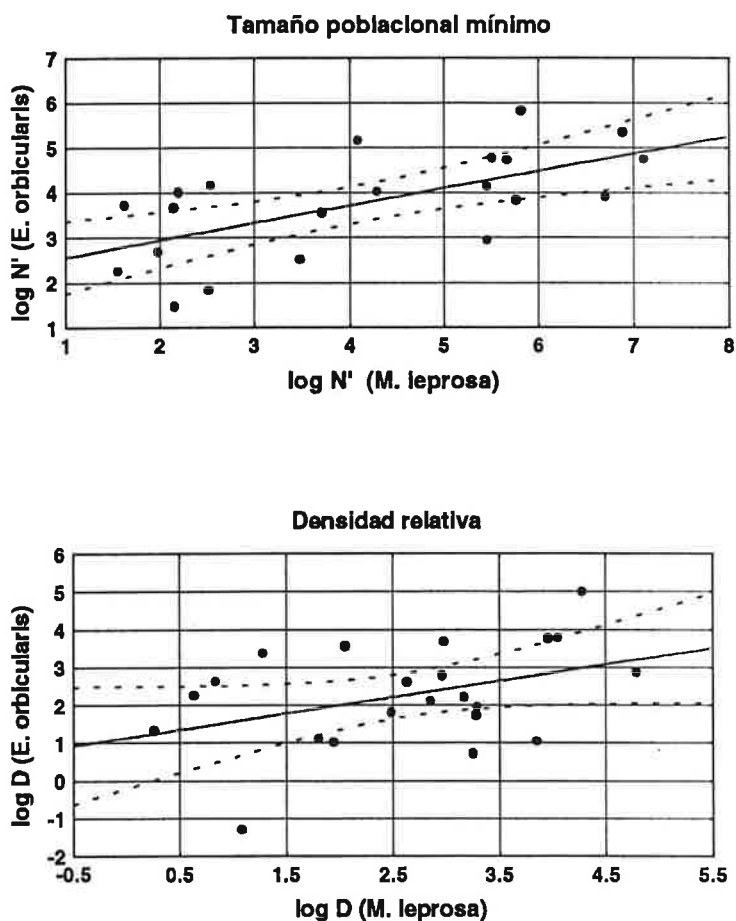 Tamaño poblacional mínimo
7
6
5
4
3
2
1
log N' (E. orbicularis)
1 2 3 4 5 6 7 8
log N' (M. leprosa)
Densidad relativa
6
5
4
3
2
1
0
-1
-2
log D (E. orbicularis)
-0.5 0.5 1.5 2.5 3.5 4.5 5.5
log D (M. leprosa)